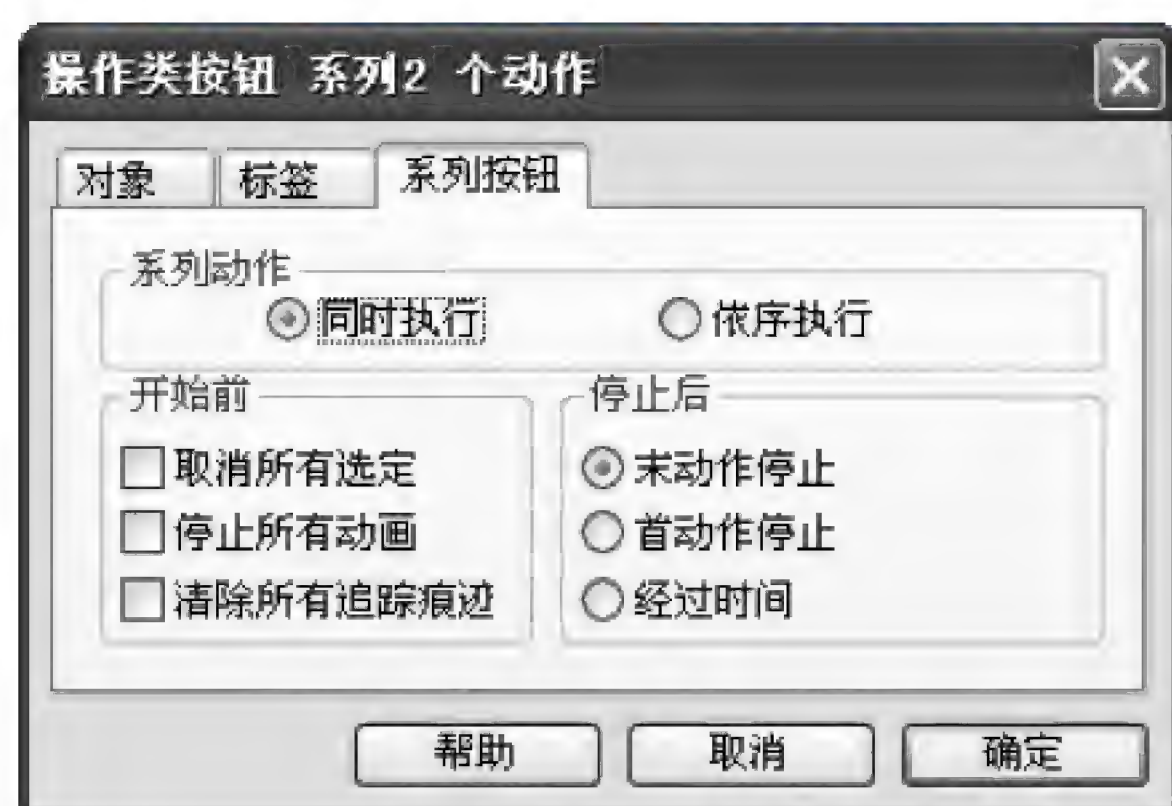 操作类按钮 系列2 个动作
对象 标签 系列按钮
系列动作
同时执行 依序执行
开始前 停止后
取消所有选定 末动作停止
停止所有动画 首动作停止
清除所有追踪痕迹 经过时间
帮助 取消 确定